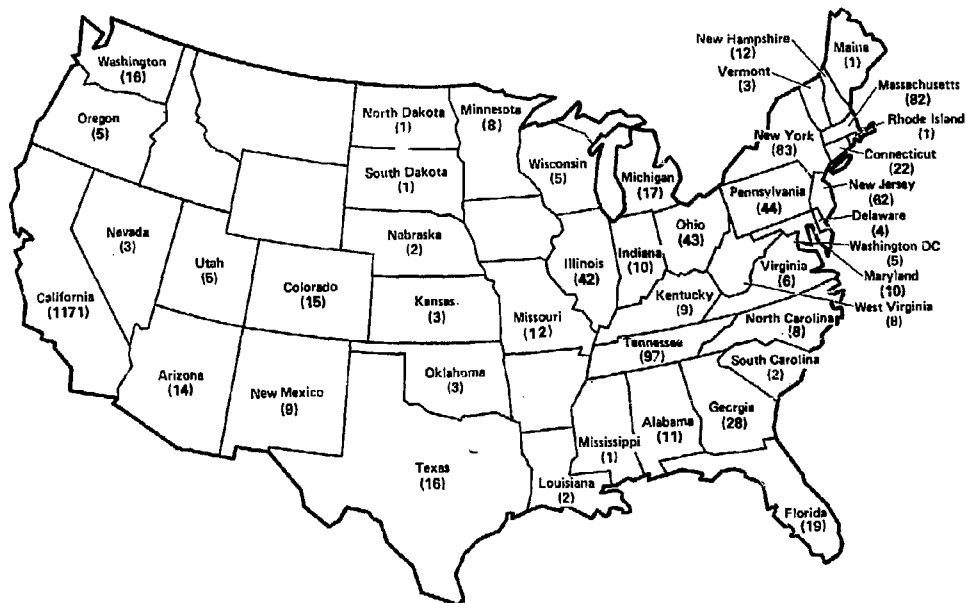 New Hampshire
(12)
Maine
(1)
Washington
(16)
Vermont
(3)
Massachusetts
(82)
North Dakota
(1)
Minnesota
(8)
Rhode Island
(1)
Oregon
(5)
New York
(83)
Connecticut
(22)
Wisconsin
(5)
Michigan
(17)
South Dakota
(1)
Pennsylvania
(44)
New Jersey
(62)
Delaware
(4)
Ohio
(43)
Nebraska
(2)
Nevada
(3)
Washington DC
(5)
Utah
(5)
Illinois
(42)
Indiana
(10)
Virginia
(6)
Maryland
(10)
Colorado
(15)
California
(1171)
Kansas
(3)
Kentucky
(9)
West Virginia
(8)
Missouri
(12)
North Carolina
(8)
Tennessee
(97)
South Carolina
(2)
Oklahoma
(3)
Arizona
(14)
New Mexico
(9)
Georgia
(28)
Alabama
(11)
Mississippi
(1)
Texas
(16)
Louisiana
(2)
Florida
(19)